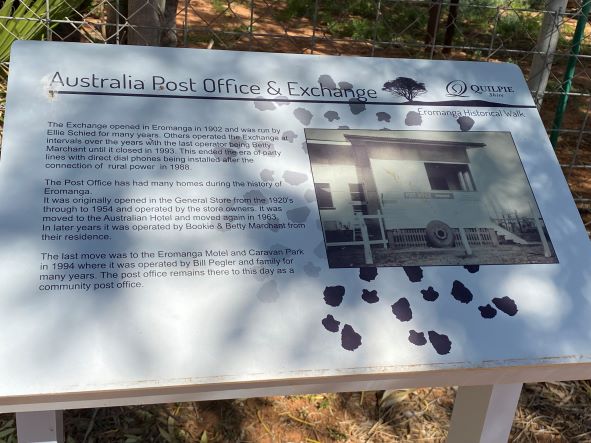 Australia Post Office & Exchange
QUILPIE
Shire
Eromanga Historical Walk
The Exchange opened in Eromanga in 1902 and was run by
Ellie Schied for many years. Others operated the Exchange at
intervals over the years with the last operator being Betty
Marchant until it closed in 1993. This ended the era of party
lines with direct dial phones being installed after the
connection of rural power in 1988.
The Post Office has had many homes during the history of
Eromanga.
It was originally opened in the General Store from the 1920's
through to 1954 and operated by the store owners. It was
moved to the Australian Hotel and moved again in 1963.
In later years it was operated by Bookie & Betty Marchant from
their residence.
The last move was to the Eromanga Motel and Caravan Park
in 1994 where it was operated by Bill Pegler and family for
many years. The post office remains there to this day as a
community post office.